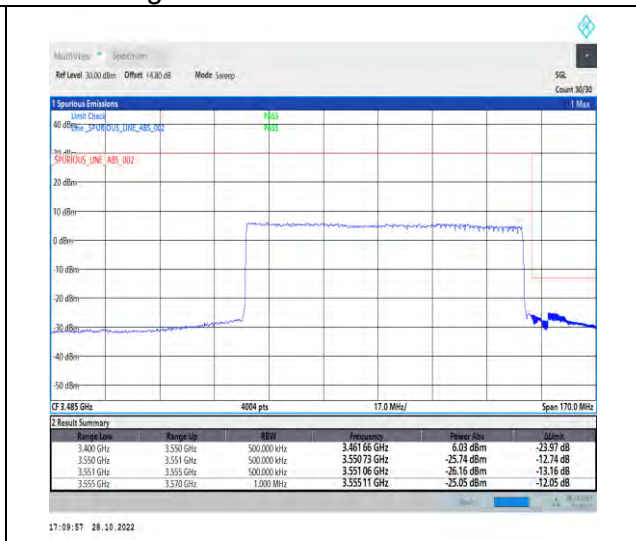 MultiView Spectrum
Ref Level 30.00 dBm Offset 14.80 dB Mode Sweep SGL
Count 30/30
1 Spurious Emissions 1 Max
Limit Check PASS
40 dBm Line _SPURIOUS_LINE_ABS_002 PASS
_SPURIOUS_LINE_ABS_002
20 dBm
10 dBm
0 dBm
-10 dBm
-20 dBm
-30 dBm
-40 dBm
-50 dBm
CF 3.485 GHz 4004 pts 17.0 MHz/ Span 170.0 MHz
2 Result Summary
Range Low Range Up RBW Frequency Power Abs ΔLimit
3.400 GHz 3.550 GHz 500.000 kHz 3.461 66 GHz 6.03 dBm -23.97 dB
3.550 GHz 3.551 GHz 500.000 kHz 3.550 73 GHz -25.74 dBm -12.74 dB
3.551 GHz 3.555 GHz 500.000 kHz 3.551 06 GHz -26.16 dBm -13.16 dB
3.555 GHz 3.570 GHz 1.000 MHz 3.555 11 GHz -25.05 dBm -12.05 dB
17:09:57 28.10.2022